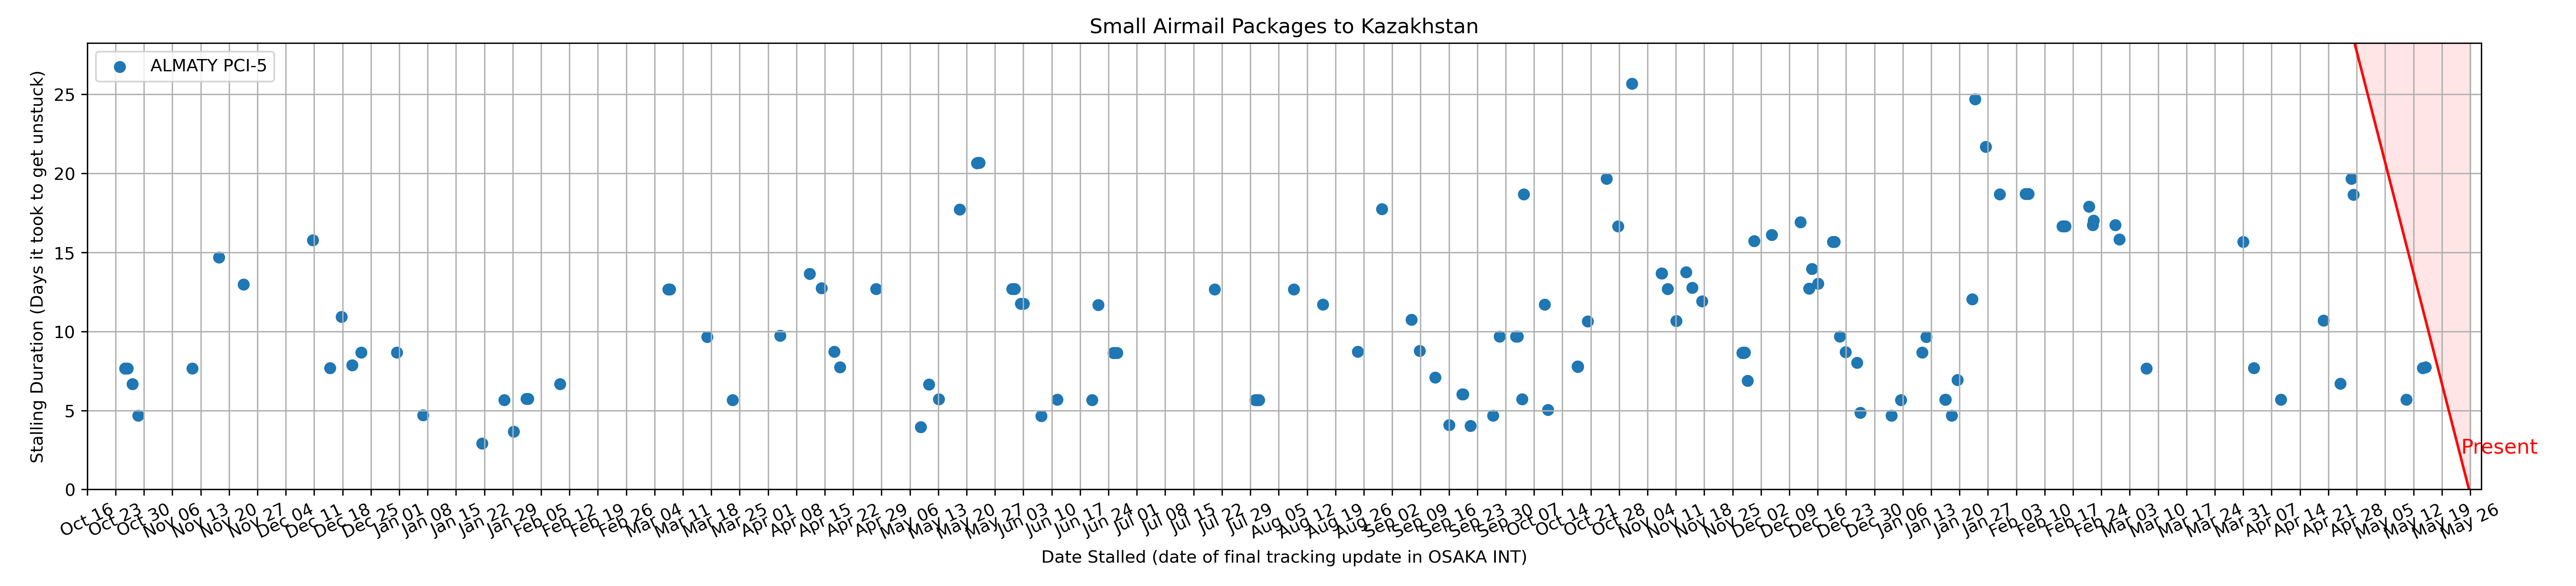 Small Airmail Packages to Kazakhstan
ALMATY PCI-5
Stalling Duration (Days it took to get unstuck)
25
20
15
10
5
0
Present
Oct 16
Oct 23
Oct 30
Nov 06
Nov 13
Nov 20
Nov 27
Dec 04
Dec 11
Dec 18
Dec 25
Jan 01
Jan 08
Jan 15
Jan 22
Jan 29
Feb 05
Feb 12
Feb 19
Feb 26
Mar 04
Mar 11
Mar 18
Mar 25
Apr 01
Apr 08
Apr 15
Apr 22
Apr 29
May 06
May 13
May 20
May 27
Jun 03
Jun 10
Jun 17
Jun 24
Jul 01
Jul 08
Jul 15
Jul 22
Jul 29
Aug 05
Aug 12
Aug 19
Aug 26
Sep 02
Sep 09
Sep 16
Sep 23
Sep 30
Oct 07
Oct 14
Oct 21
Oct 28
Nov 04
Nov 11
Nov 18
Nov 25
Dec 02
Dec 09
Dec 16
Dec 23
Dec 30
Jan 06
Jan 13
Jan 20
Jan 27
Feb 03
Feb 10
Feb 17
Feb 24
Mar 03
Mar 10
Mar 17
Mar 24
Mar 31
Apr 07
Apr 14
Apr 21
Apr 28
May 05
May 12
May 19
May 26
Date Stalled (date of final tracking update in OSAKA INT)